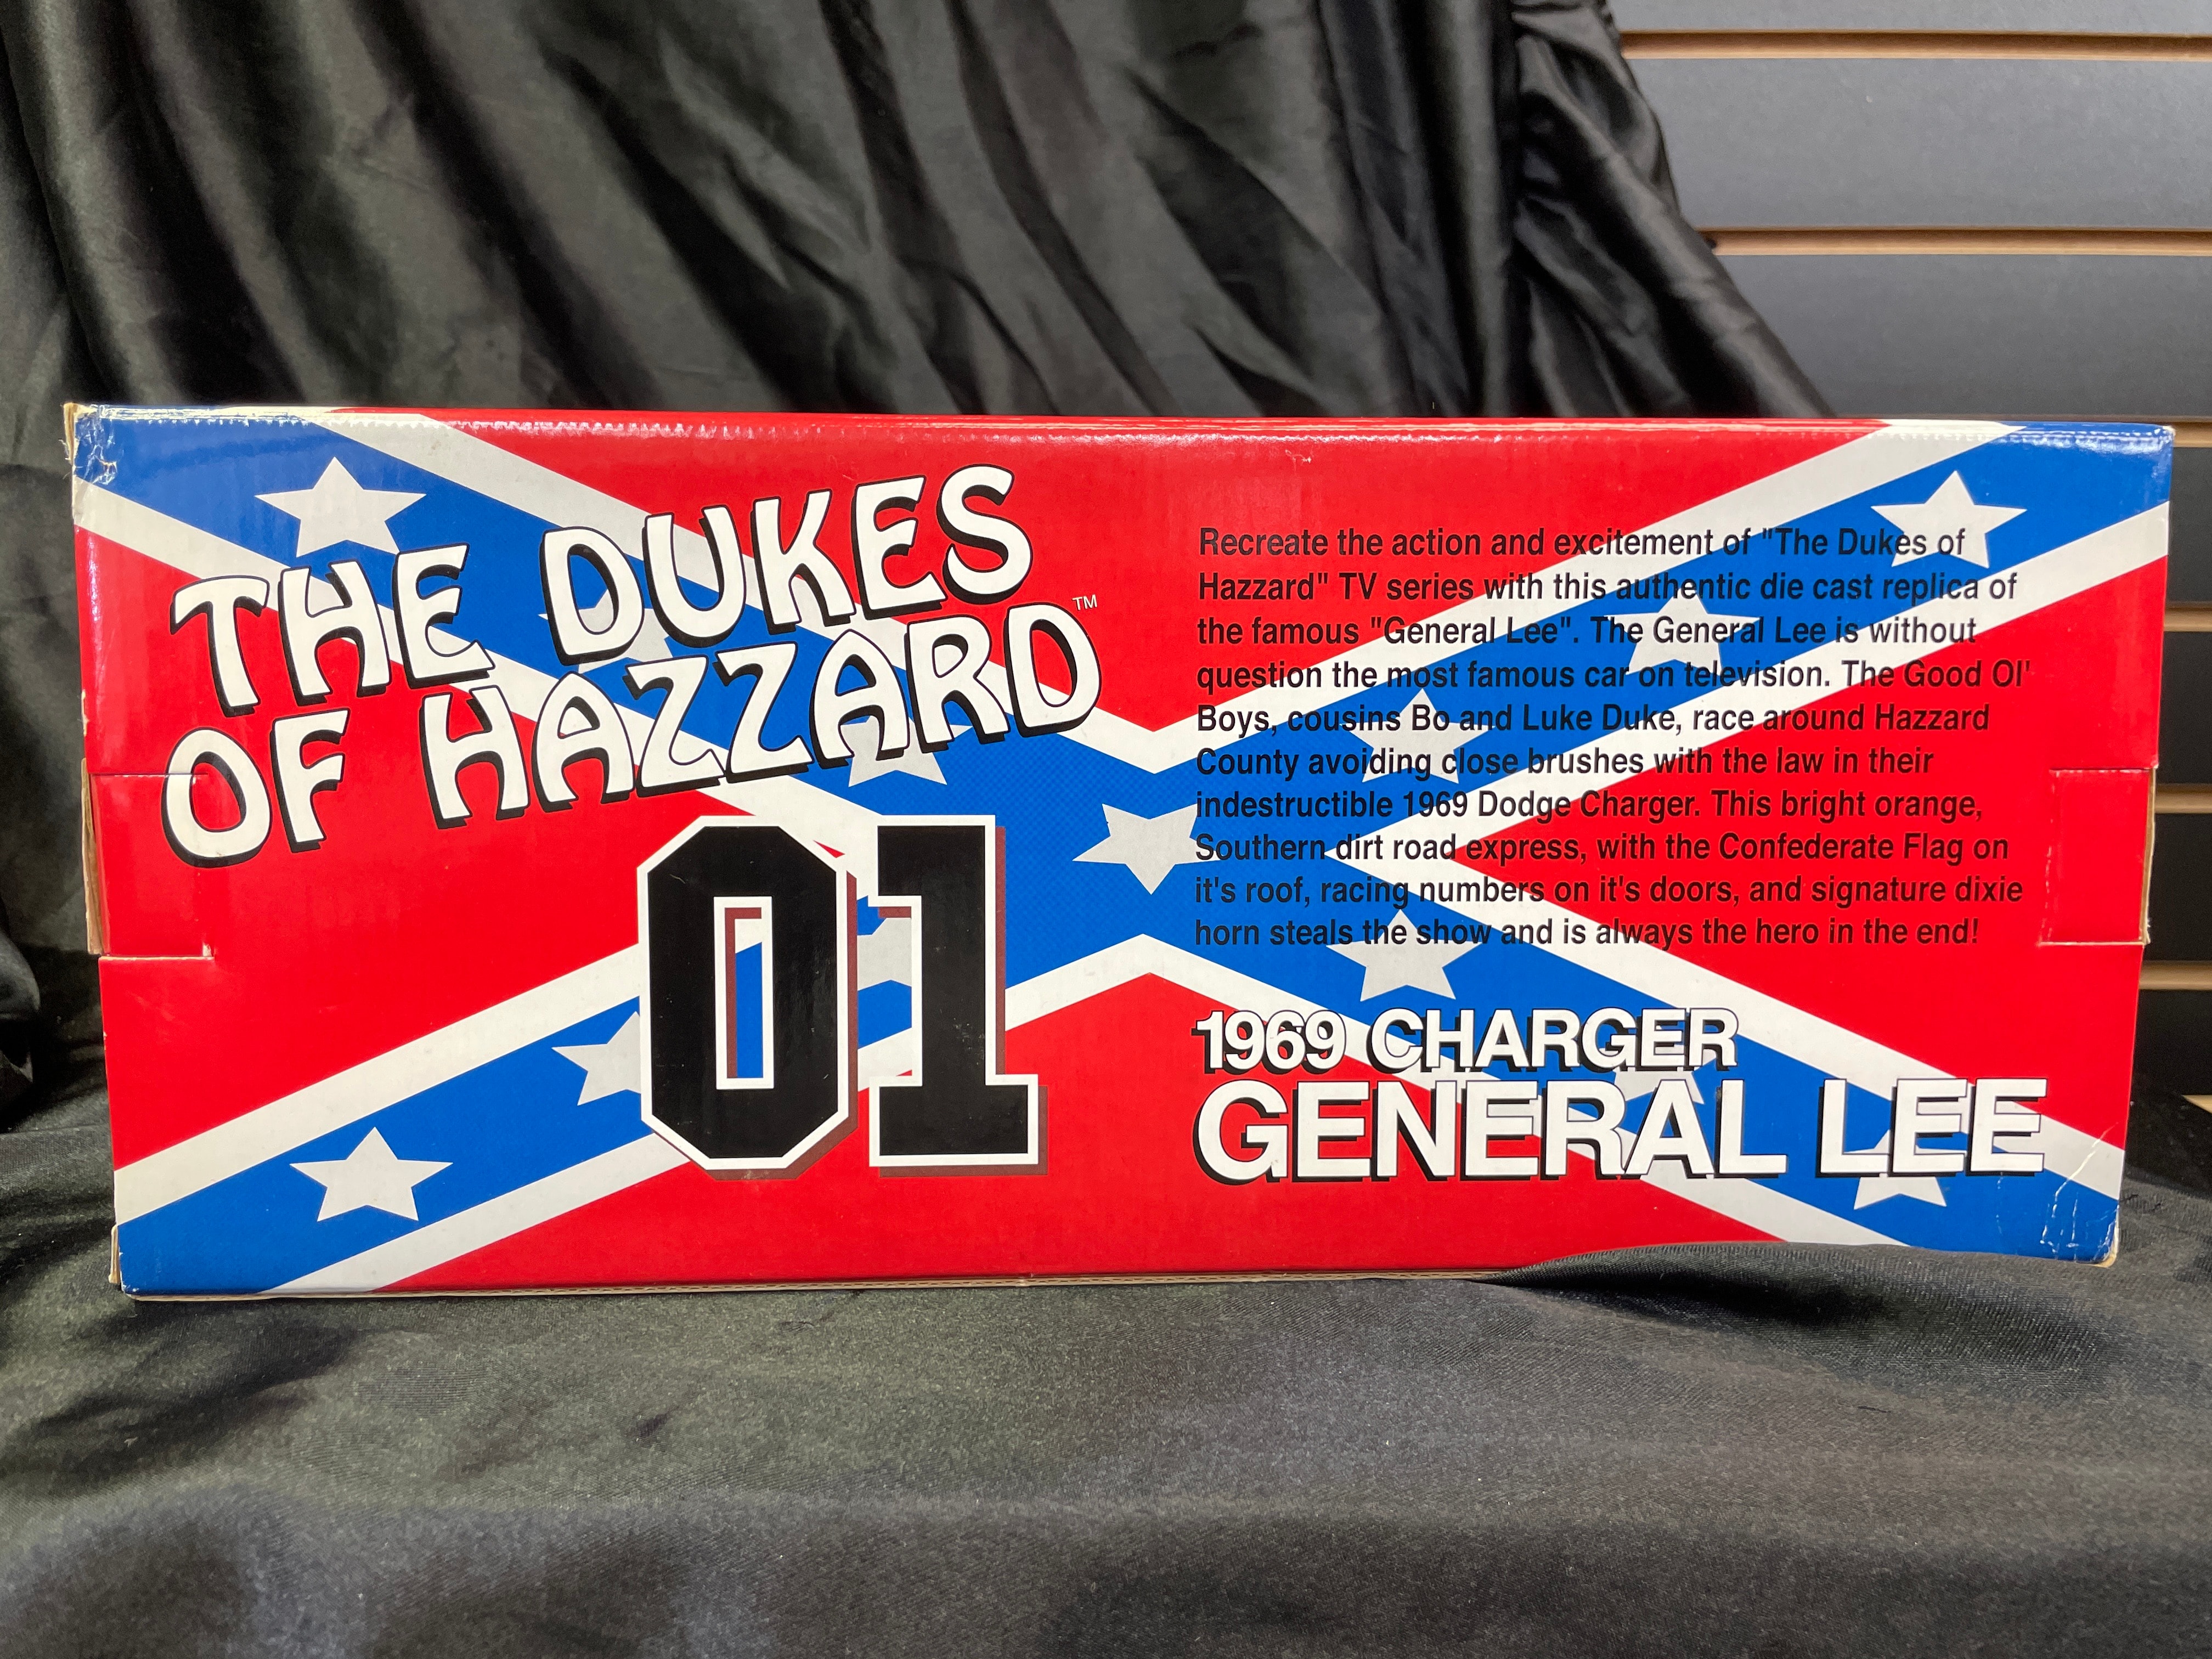 THE DUKES
OF HAZZARD™
01
Recreate the action and excitement of "The Dukes of
Hazzard" TV series with this authentic die cast replica of
the famous "General Lee". The General Lee is without
question the most famous car on television. The Good Ol'
Boys, cousins Bo and Luke Duke, race around Hazzard
County avoiding close brushes with the law in their
indestructible 1969 Dodge Charger. This bright orange,
Southern dirt road express, with the Confederate Flag on
it's roof, racing numbers on it's doors, and signature dixie
horn steals the show and is always the hero in the end!
1969 CHARGER
GENERAL LEE